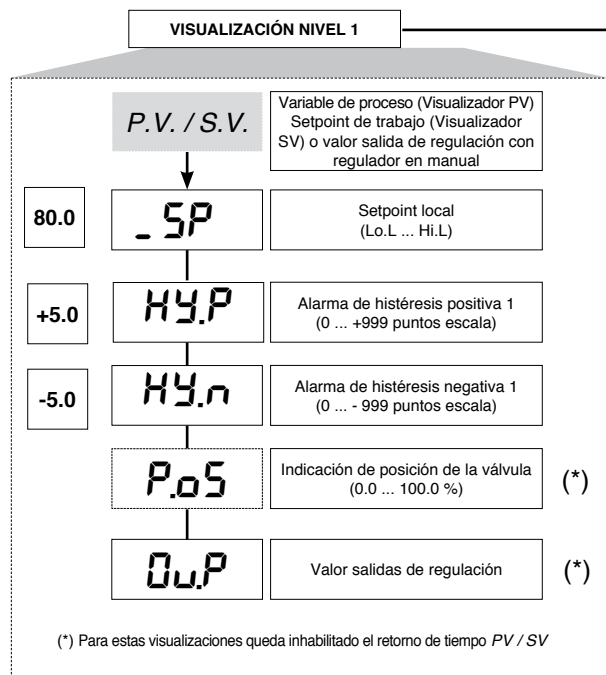 VISUALIZACIÓN NIVEL 1
P.V. / S.V.
Variable de proceso (Visualizador PV)
Setpoint de trabajo (Visualizador
SV) o valor salida de regulación con
regulador en manual
80.0
_SP
Setpoint local
(Lo.L ... Hi.L)
+5.0
HY.P
Alarma de histéresis positiva 1
(0 ... +999 puntos escala)
-5.0
HY.n
Alarma de histéresis negativa 1
(0 ... - 999 puntos escala)
P.oS
Indicación de posición de la válvula
(0.0 ... 100.0 %)
(*)
Ou.P
Valor salidas de regulación
(*)
(*) Para estas visualizaciones queda inhabilitado el retorno de tiempo PV / SV